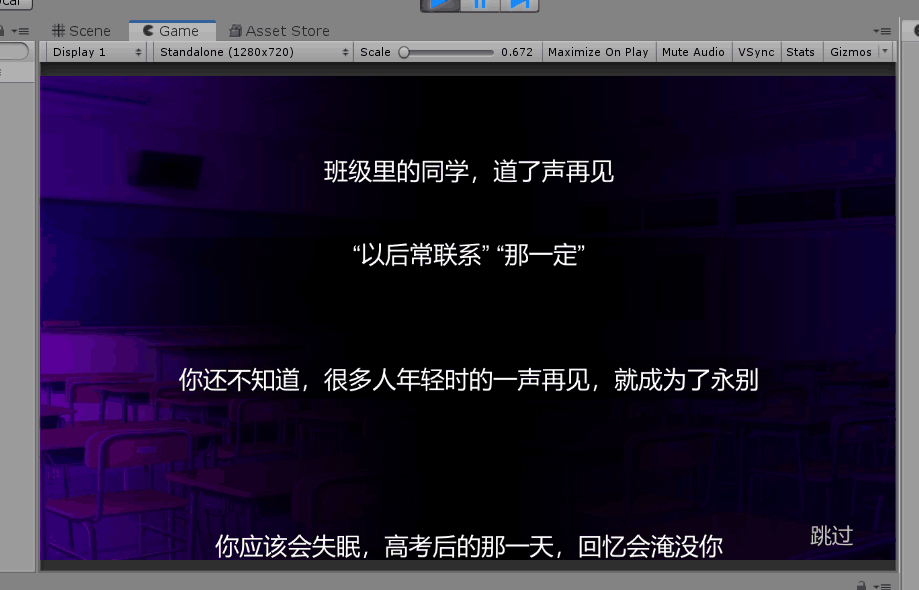 Scene Game Asset Store
Display 1 Standalone (1280x720) Scale 0.672 Maximize On Play Mute Audio VSync Stats Gizmos
班级里的同学，道了声再见
“以后常联系” “那一定”
你还不知道，很多人年轻时的一声再见，就成为了永别
跳过
你应该会失眠，高考后的那一天，回忆会淹没你